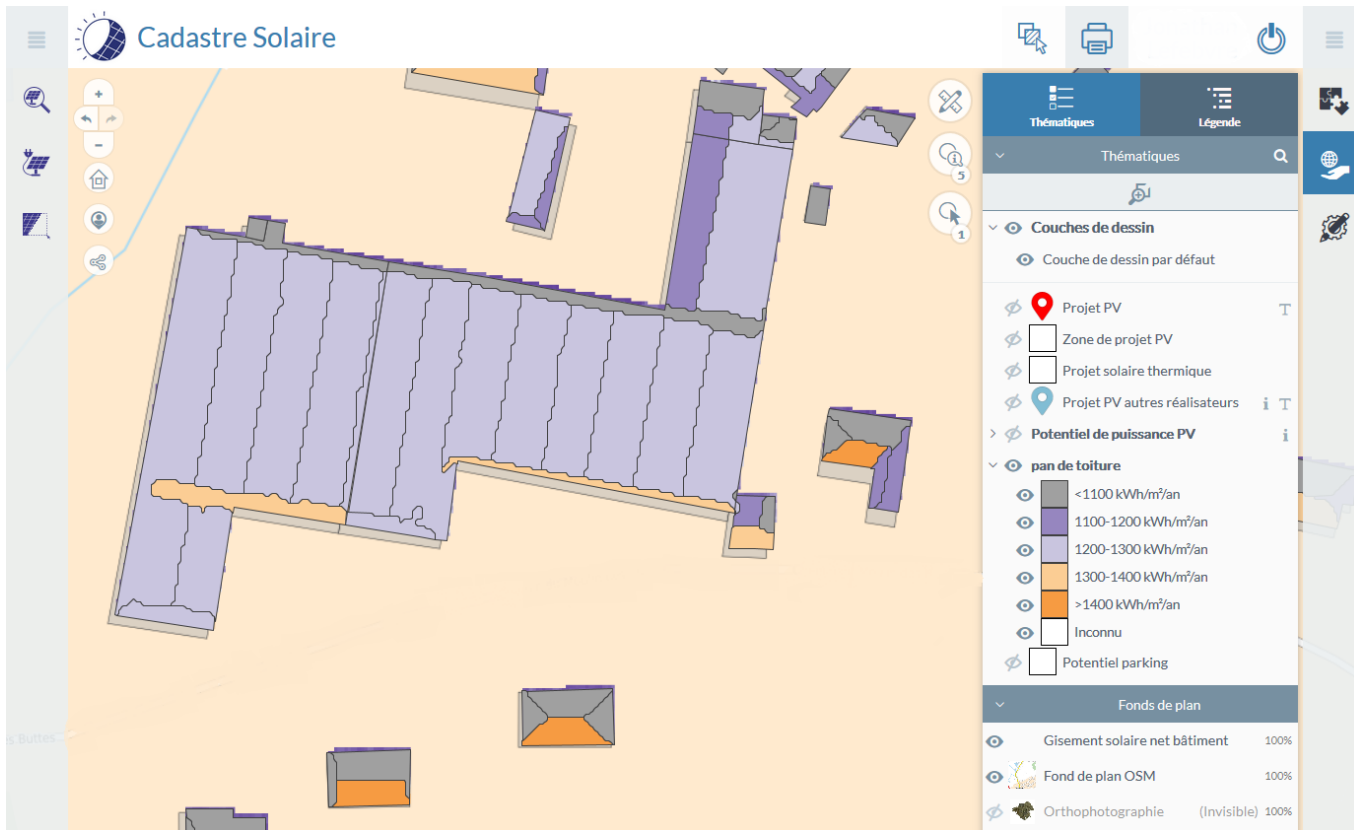 Cadastre Solaire
+
-
5
1
Thématiques
Légende
Thématiques
Couches de dessin
Couche de dessin par défaut
Projet PV T
Zone de projet PV
Projet solaire thermique
Projet PV autres réalisateurs i T
Potentiel de puissance PV i
pan de toiture
<1100 kWh/m²/an
1100-1200 kWh/m²/an
1200-1300 kWh/m²/an
1300-1400 kWh/m²/an
>1400 kWh/m²/an
Inconnu
Potentiel parking
Fonds de plan
Gisement solaire net bâtiment 100%
Fond de plan OSM 100%
Orthophotographie (Invisible) 100%
s Buttes